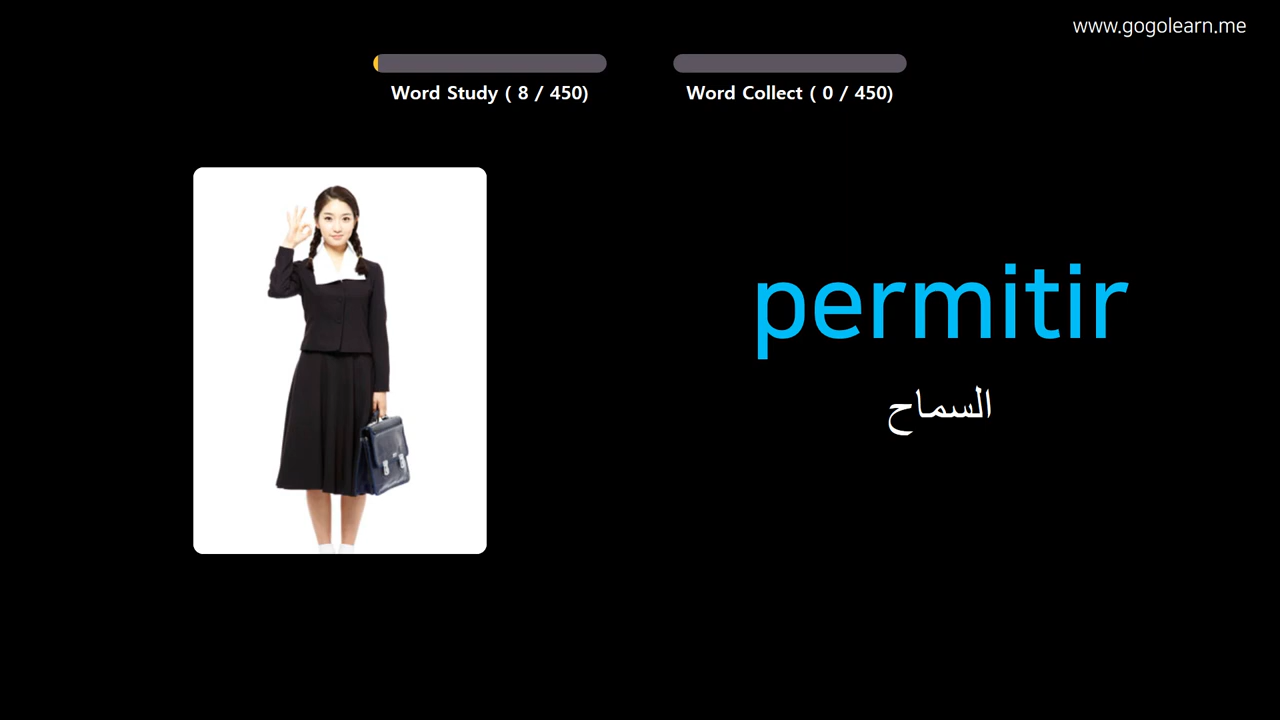 www.gogolearn.me
Word Study ( 8 / 450)
Word Collect ( 0 / 450)
permitir
السماح